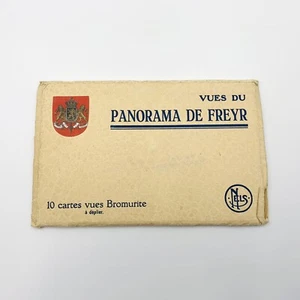 VUES DU
PANORAMA DE FREYR
10 cartes vues Bromurite
à déplier.
NELS